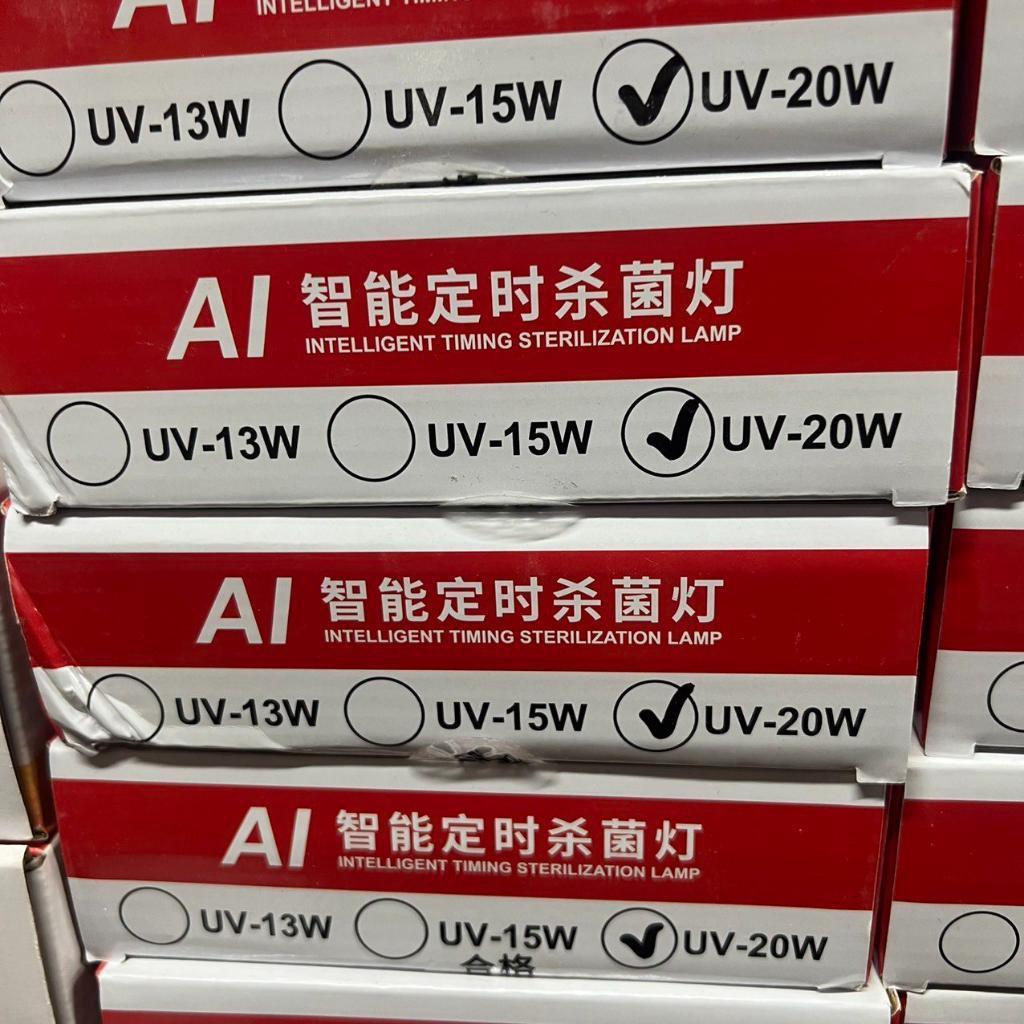 AI INTELLIGENT TIMING
UV-13W UV-15W UV-20W
AI 智能定时杀菌灯
INTELLIGENT TIMING STERILIZATION LAMP
UV-13W UV-15W UV-20W
AI 智能定时杀菌灯
INTELLIGENT TIMING STERILIZATION LAMP
UV-13W UV-15W UV-20W
AI 智能定时杀菌灯
INTELLIGENT TIMING STERILIZATION LAMP
UV-13W UV-15W UV-20W
合格